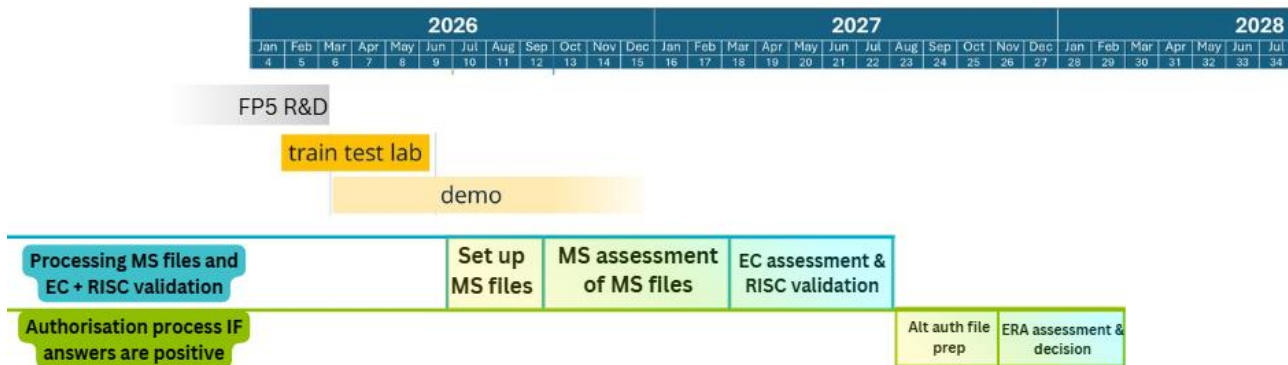 2026 2027 2028
Jan Feb Mar Apr May Jun Jul Aug Sep Oct Nov Dec Jan Feb Mar Apr May Jun Jul Aug Sep Oct Nov Dec Jan Feb Mar Apr May Jun Jul
4 5 6 7 8 9 10 11 12 13 14 15 16 17 18 19 20 21 22 23 24 25 26 27 28 29 30 31 32 33 34
FP5 R&D
train test lab
demo
Processing MS files and
EC + RISC validation
Set up
MS files
MS assessment
of MS files
EC assessment &
RISC validation
Authorisation process IF
answers are positive
Alt auth file
prep
ERA assessment &
decision